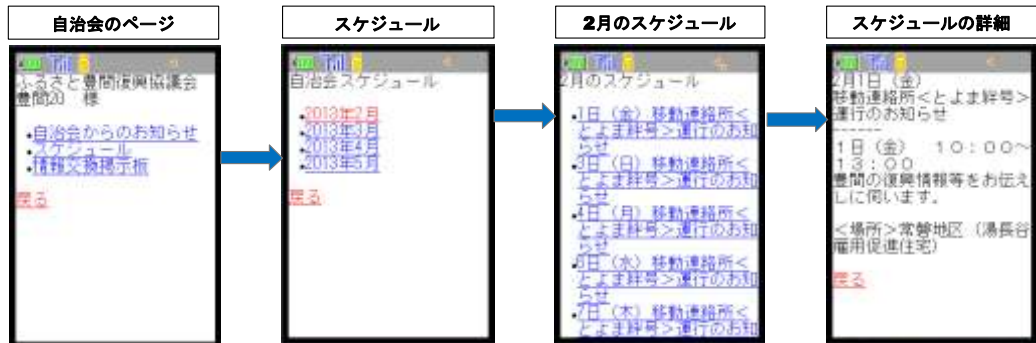 自治会のページ
ふるさと豊間復興協議会
豊間20　様
・自治会からのお知らせ
・スケジュール
・情報交換掲示板
戻る
スケジュール
自治会スケジュール
・2013年2月
・2013年3月
・2013年4月
・2013年5月
戻る
2月のスケジュール
2月のスケジュール
・1日（金）移動連絡所＜
とよま絆号＞運行のお知
らせ
・3日（日）移動連絡所＜
とよま絆号＞運行のお知
らせ
・4日（月）移動連絡所＜
とよま絆号＞運行のお知
らせ
・6日（水）移動連絡所＜
とよま絆号＞運行のお知
らせ
・7日（木）移動連絡所＜
とよま絆号＞運行のお知
スケジュールの詳細
2月1日（金）
移動連絡所＜とよま絆号＞
運行のお知らせ
------
1日（金）　１０：００～
１３：００
豊間の復興情報等をお伝え
しに伺います。
＜場所＞常磐地区（湯長谷
雇用促進住宅）
戻る